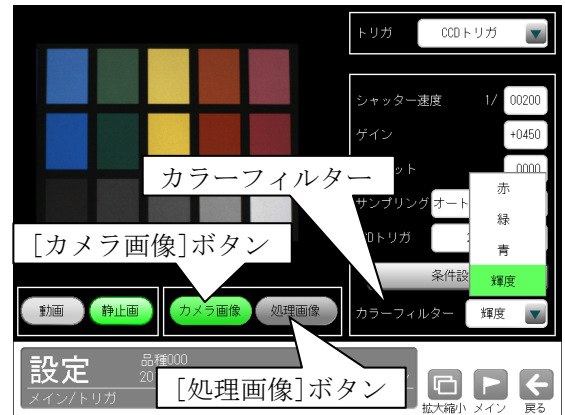 トリガ
CCDトリガ
シャッター速度 1/ 00200
ゲイン +0450
ット 0000
サンプリング オート
Dトリガ
条件設
カラーフィルター 輝度
赤
緑
青
輝度
カラーフィルター
[カメラ画像]ボタン
動画
静止画
カメラ画像
処理画像
[処理画像]ボタン
設定
品種000
20
メイン/トリガ
拡大縮小
メイン
戻る